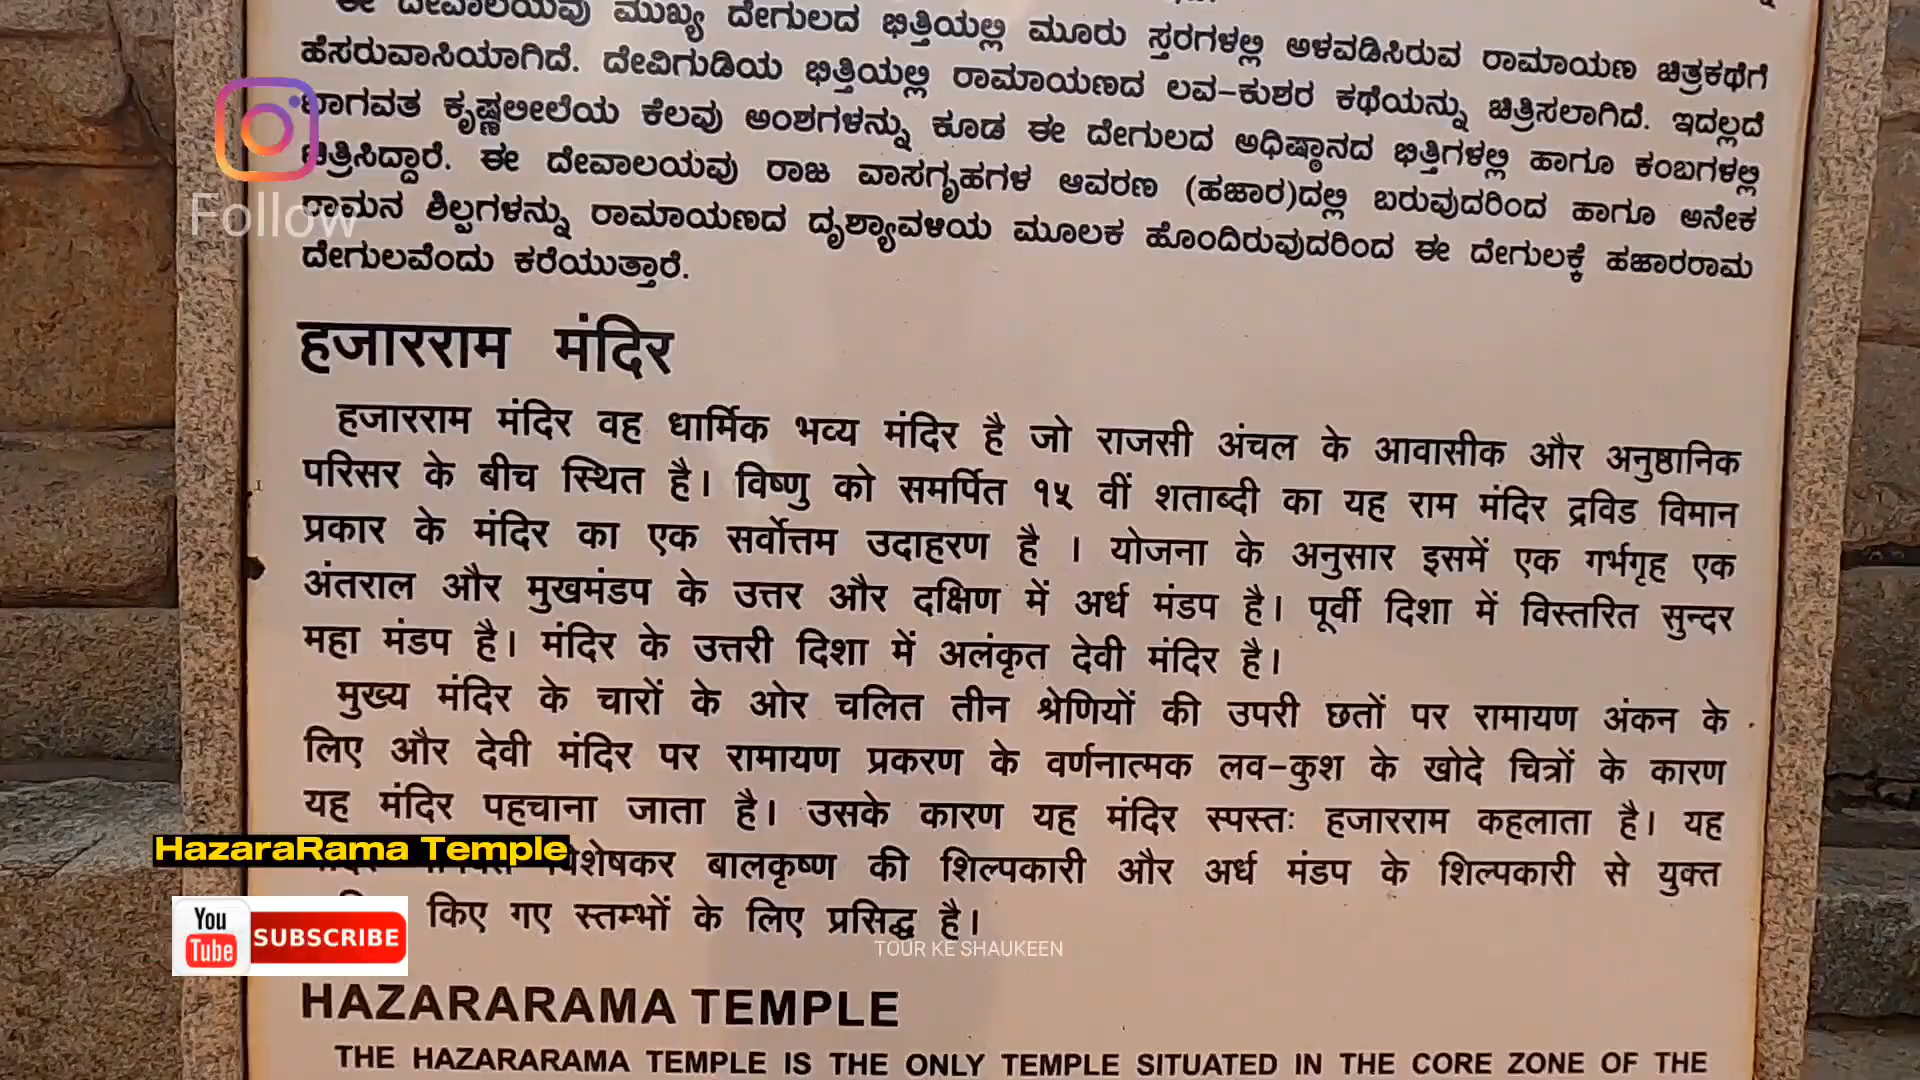 ಈ ದೇವಾಲಯವು ಮುಖ್ಯ ದೇಗುಲದ ಭಿತ್ತಿಯಲ್ಲಿ ಮೂರು ಸ್ತರಗಳಲ್ಲಿ ಅಳವಡಿಸಿರುವ ರಾಮಾಯಣ ಚಿತ್ರಕಥೆಗೆ
ಹೆಸರುವಾಸಿಯಾಗಿದೆ. ದೇವಿಗುಡಿಯ ಭಿತ್ತಿಯಲ್ಲಿ ರಾಮಾಯಣದ ಲವ-ಕುಶರ ಕಥೆಯನ್ನು ಚಿತ್ರಿಸಲಾಗಿದೆ. ಇದಲ್ಲದೆ
ಭಾಗವತ ಕೃಷ್ಣಲೀಲೆಯ ಕೆಲವು ಅಂಶಗಳನ್ನು ಕೂಡ ಈ ದೇಗುಲದ ಅಧಿಷ್ಠಾನದ ಭಿತ್ತಿಗಳಲ್ಲಿ ಹಾಗೂ ಕಂಬಗಳಲ್ಲಿ
ಚಿತ್ರಿಸಿದ್ದಾರೆ. ಈ ದೇವಾಲಯವು ರಾಜ ವಾಸಗೃಹಗಳ ಆವರಣ (ಹಜಾರ)ದಲ್ಲಿ ಬರುವುದರಿಂದ ಹಾಗೂ ಅನೇಕ
ರಾಮನ ಶಿಲ್ಪಗಳನ್ನು ರಾಮಾಯಣದ ದೃಶ್ಯಾವಳಿಯ ಮೂಲಕ ಹೊಂದಿರುವುದರಿಂದ ಈ ದೇಗುಲಕ್ಕೆ ಹಜಾರರಾಮ
ದೇಗುಲವೆಂದು ಕರೆಯುತ್ತಾರೆ.
Follow
हजारराम मंदिर
हजारराम मंदिर वह धार्मिक भव्य मंदिर है जो राजसी अंचल के आवासीक और अनुष्ठानिक
परिसर के बीच स्थित है। विष्णु को समर्पित १५ वीं शताब्दी का यह राम मंदिर द्रविड विमान
प्रकार के मंदिर का एक सर्वोत्तम उदाहरण है । योजना के अनुसार इसमें एक गर्भगृह एक
अंतराल और मुखमंडप के उत्तर और दक्षिण में अर्ध मंडप है। पूर्वी दिशा में विस्तरित सुन्दर
महा मंडप है। मंदिर के उत्तरी दिशा में अलंकृत देवी मंदिर है।
मुख्य मंदिर के चारों के ओर चलित तीन श्रेणियों की उपरी छतों पर रामायण अंकन के
लिए और देवी मंदिर पर रामायण प्रकरण के वर्णनात्मक लव-कुश के खोदे चित्रों के कारण
यह मंदिर पहचाना जाता है। उसके कारण यह मंदिर स्पस्तः हजारराम कहलाता है। यह
विशेषकर बालकृष्ण की शिल्पकारी और अर्ध मंडप के शिल्पकारी से युक्त
किए गए स्तम्भों के लिए प्रसिद्ध है।
HazaraRama Temple
You
Tube SUBSCRIBE
TOUR KE SHAUKEEN
HAZARARAMA TEMPLE
THE HAZARARAMA TEMPLE IS THE ONLY TEMPLE SITUATED IN THE CORE ZONE OF THE